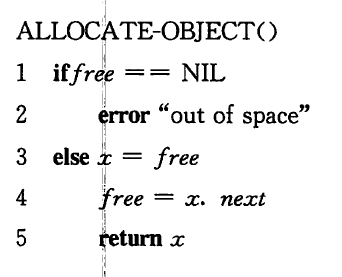 ALLOCATE-OBJECT()
1 if free == NIL
2 error “out of space”
3 else x = free
4 free = x. next
5 return x